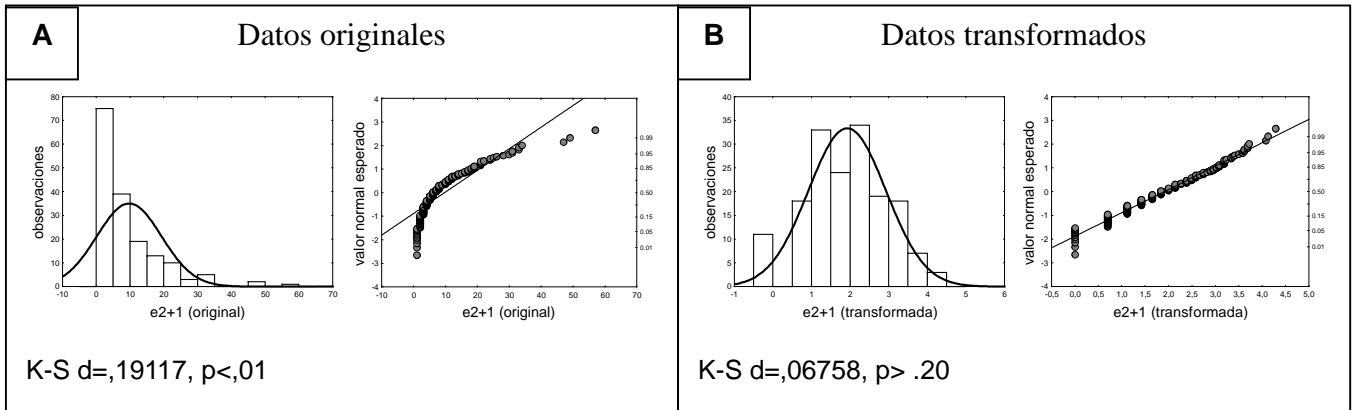 A
Datos originales
80
70
60
50
40
30
20
10
0
observaciones
-10 0 10 20 30 40 50 60 70
e2+1 (original)
4
3
2
1
0
-1
-2
-3
-4
valor normal esperado
0.99
0.95
0.85
0.50
0.15
0.05
0.01
-10 0 10 20 30 40 50 60 70
e2+1 (original)
K-S d=,19117, p<,01
B
Datos transformados
40
35
30
25
20
15
10
5
0
observaciones
-1 0 1 2 3 4 5 6
e2+1 (transformada)
4
3
2
1
0
-1
-2
-3
-4
valor normal esperado
0.99
0.95
0.85
0.50
0.15
0.05
0.01
-0,5 0,0 0,5 1,0 1,5 2,0 2,5 3,0 3,5 4,0 4,5 5,0
e2+1 (transformada)
K-S d=,06758, p> .20